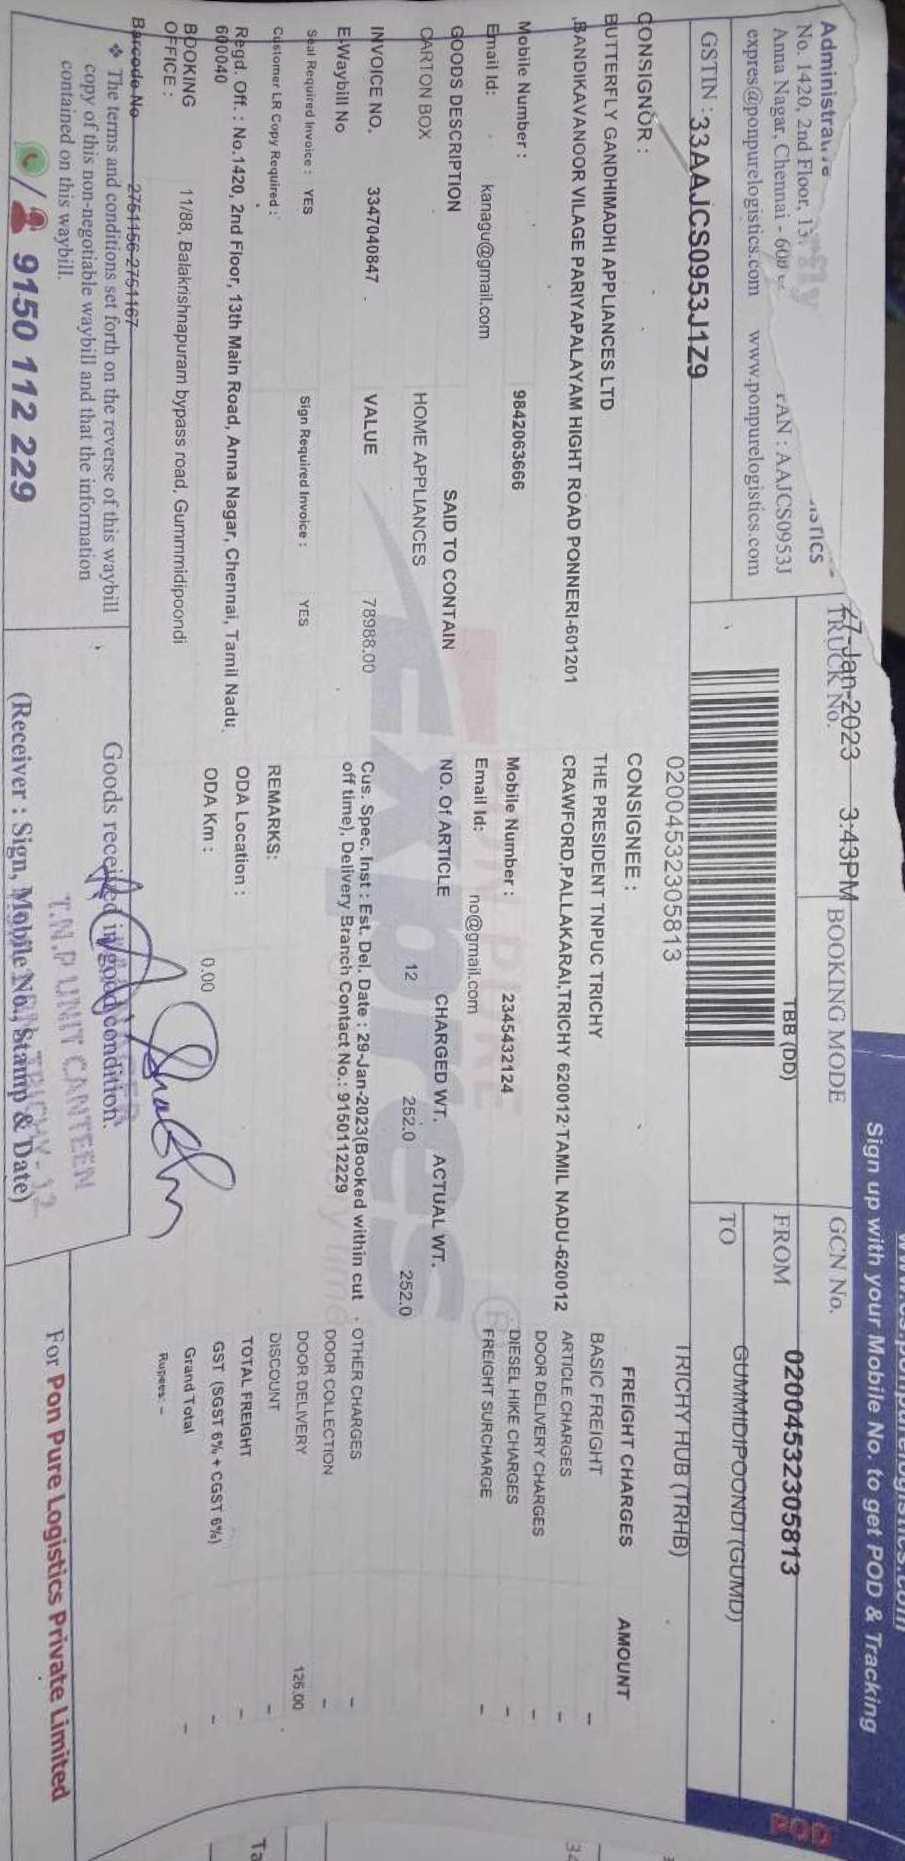 Sign up with your Mobile No. to get POD & Tracking
POD
No. 1420, 2nd Floor, 13
Anna Nagar, Chennai -
PAN : AAJCS0953J
expres@ponpurelogistics.com www.ponpurelogistics.com
GSTIN : 33AAJCS0953J1Z9
27-Jan-2023 3:43PM
TRUCK No.
BOOKING MODE
TBB (DD)
GCN No.
FROM 02004532305813
GUMMIDIPOONDI (GUMD)
TO
TRICHY HUB (TRHB)
02004532305813
CONSIGNOR :
BUTTERFLY GANDHIMADHI APPLIANCES LTD
BANDIKAVANOOR VILAGE PARIYAPALAYAM HIGHT ROAD PONNERI-601201
Mobile Number : 9842063666
Email Id: kanagu@gmail.com
CONSIGNEE :
THE PRESIDENT TNPUC TRICHY
CRAWFORD,PALLAKARAI,TRICHY 620012 TAMIL NADU-620012
Mobile Number : 2345432124
Email Id: no@gmail.com
GOODS DESCRIPTION SAID TO CONTAIN NO. Of ARTICLE CHARGED WT. ACTUAL WT.
CARTON BOX HOME APPLIANCES 12 252.0 252.0
INVOICE NO. 3347040847 VALUE 78988.00
E.Waybill No
Cus. Spec. Inst : Est. Del. Date : 29-Jan-2023(Booked within cut
off time), Delivery Branch Contact No.: 9150112229
Seal Required Invoice : YES Sign Required Invoice : YES
Customer LR Copy Required :
REMARKS:
Regd. Off. : No.1420, 2nd Floor, 13th Main Road, Anna Nagar, Chennai, Tamil Nadu,
600040
ODA Location :
ODA Km : 0.00
BOOKING
OFFICE :
11/88, Balakrishnapuram bypass road, Gummmidipoondi
Barcode No 2751156-2751167
FREIGHT CHARGES AMOUNT
BASIC FREIGHT -
ARTICLE CHARGES -
DOOR DELIVERY CHARGES -
DIESEL HIKE CHARGES -
FREIGHT SURCHARGE -
OTHER CHARGES -
DOOR COLLECTION -
DOOR DELIVERY 126.00
DISCOUNT -
TOTAL FREIGHT -
GST (SGST 6% + CGST 6%) -
Grand Total -
Rupees: -
❖ The terms and conditions set forth on the reverse of this waybill
copy of this non-negotiable waybill and that the information
contained on this waybill.
9150 112 229
Goods received in good condition.
T.N.P UNIT CANTEEN
TRICHY - 12
(Receiver : Sign, Mobile No., Stamp & Date)
For Pon Pure Logistics Private Limited
Expres